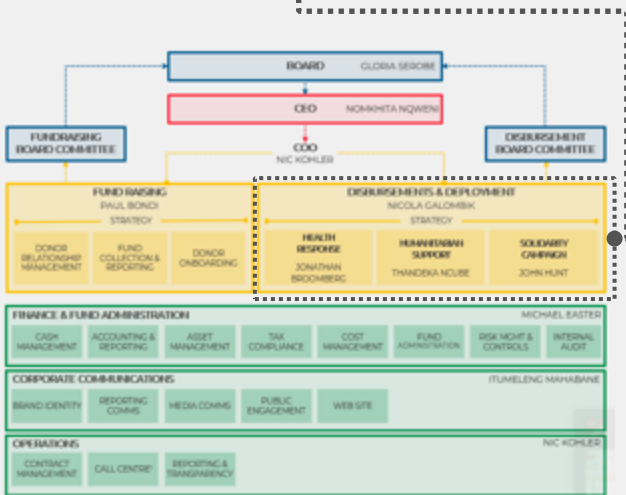 BOARD GLORIA SEROBE
CEO NOMKHITA NQWENI
COO
NIC KOHLER
FUNDRAISING
BOARD COMMITTEE
DISBURSEMENT
BOARD COMMITTEE
FUND RAISING
PAUL BONDI
STRATEGY
DONOR
RELATIONSHIP
MANAGEMENT
FUND
COLLECTION &
REPORTING
DONOR
ONBOARDING
DISBURSEMENTS & DEPLOYMENT
NICOLA GALOMBIK
STRATEGY
HEALTH
RESPONSE
JONATHAN
BROOMBERG
HUMANITARIAN
SUPPORT
THANDEKA NCUBE
SOLIDARITY
CAMPAIGN
JOHN HUNT
FINANCE & FUND ADMINISTRATION MICHAEL EASTER
CASH
MANAGEMENT
ACCOUNTING &
REPORTING
ASSET
MANAGEMENT
TAX
COMPLIANCE
COST
MANAGEMENT
FUND
ADMINISTRATION
RISK MGMT &
CONTROLS
INTERNAL
AUDIT
CORPORATE COMMUNICATIONS ITUMELENG MAHABANE
BRAND IDENTITY
REPORTING
COMMS
MEDIA COMMS
PUBLIC
ENGAGEMENT
WEB SITE
OPERATIONS NIC KOHLER
CONTRACT
MANAGEMENT
CALL CENTRE
REPORTING &
TRANSPARENCY